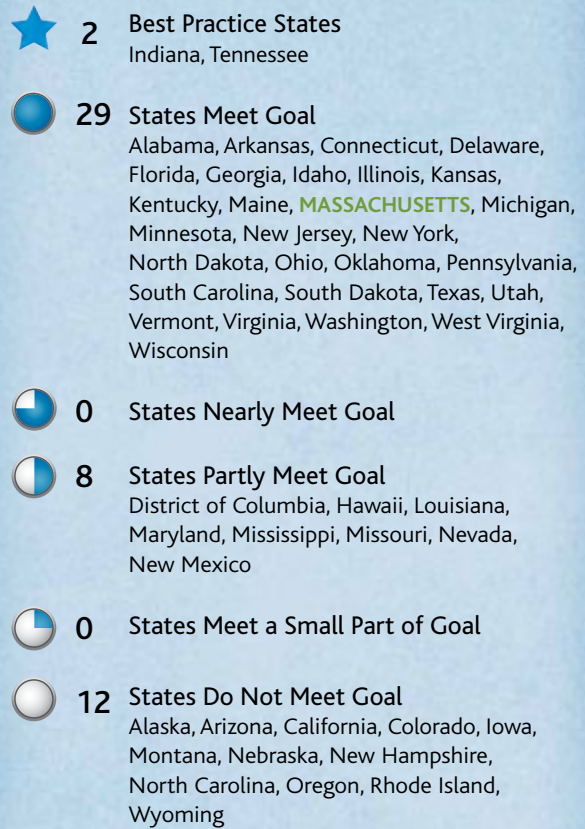 2 Best Practice States
Indiana, Tennessee
29 States Meet Goal
Alabama, Arkansas, Connecticut, Delaware,
Florida, Georgia, Idaho, Illinois, Kansas,
Kentucky, Maine, MASSACHUSETTS, Michigan,
Minnesota, New Jersey, New York,
North Dakota, Ohio, Oklahoma, Pennsylvania,
South Carolina, South Dakota, Texas, Utah,
Vermont, Virginia, Washington, West Virginia,
Wisconsin
0 States Nearly Meet Goal
8 States Partly Meet Goal
District of Columbia, Hawaii, Louisiana,
Maryland, Mississippi, Missouri, Nevada,
New Mexico
0 States Meet a Small Part of Goal
12 States Do Not Meet Goal
Alaska, Arizona, California, Colorado, Iowa,
Montana, Nebraska, New Hampshire,
North Carolina, Oregon, Rhode Island,
Wyoming